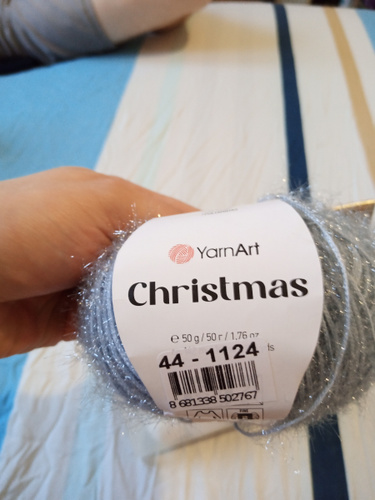 YarnArt
Christmas
℮ 50 g / 50 г / 1,76 oz
44 - 1124
8 681338 502767